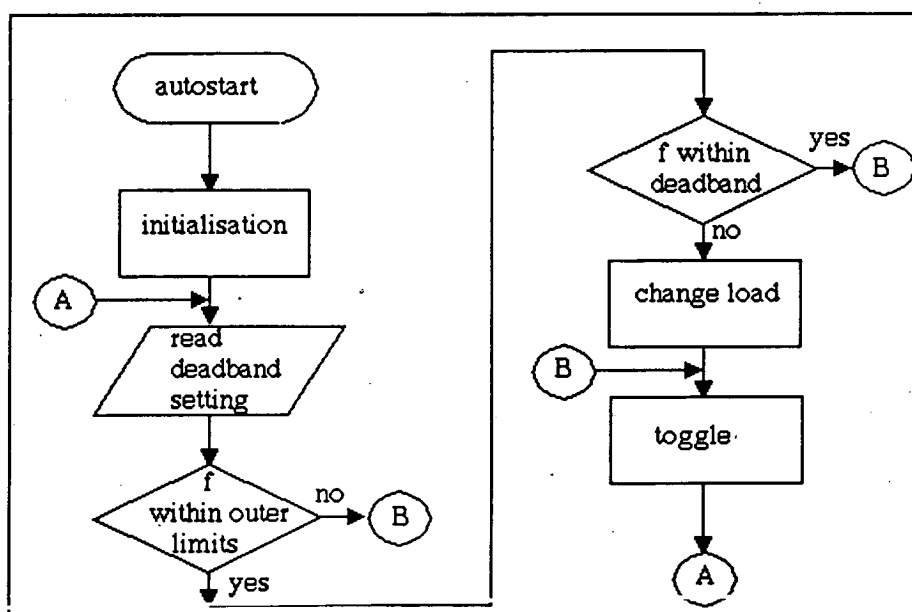 autostart
initialisation
A
read
deadband
setting
f
within outer
limits
no
B
yes
f within
deadband
yes
B
no
change load
B
toggle
A